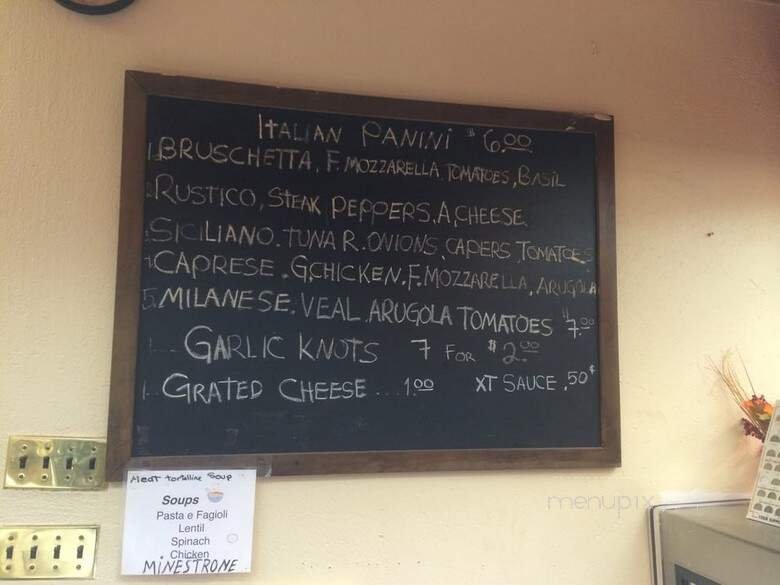 ITALIAN PANINI $6.00
1. BRUSCHETTA, F. MOZZARELLA, TOMATOES, BASIL
RUSTICO, STEAK PEPPERS, A, CHEESE
SICILIANO. TUNA R. ONIONS, CAPERS, TOMATOES
CAPRESE. G.CHICKEN. F. MOZZARELLA, ARUGOLA
5. MILANESE. VEAL ARUGOLA TOMATOES $7.00
GARLIC KNOTS 7 FOR $2.00
GRATED CHEESE ... 1.00 XT SAUCE .50¢
Meat tortelline Soup
Soups
Pasta e Fagioli
Lentil
Spinach
Chicken
MINESTRONE
menupix